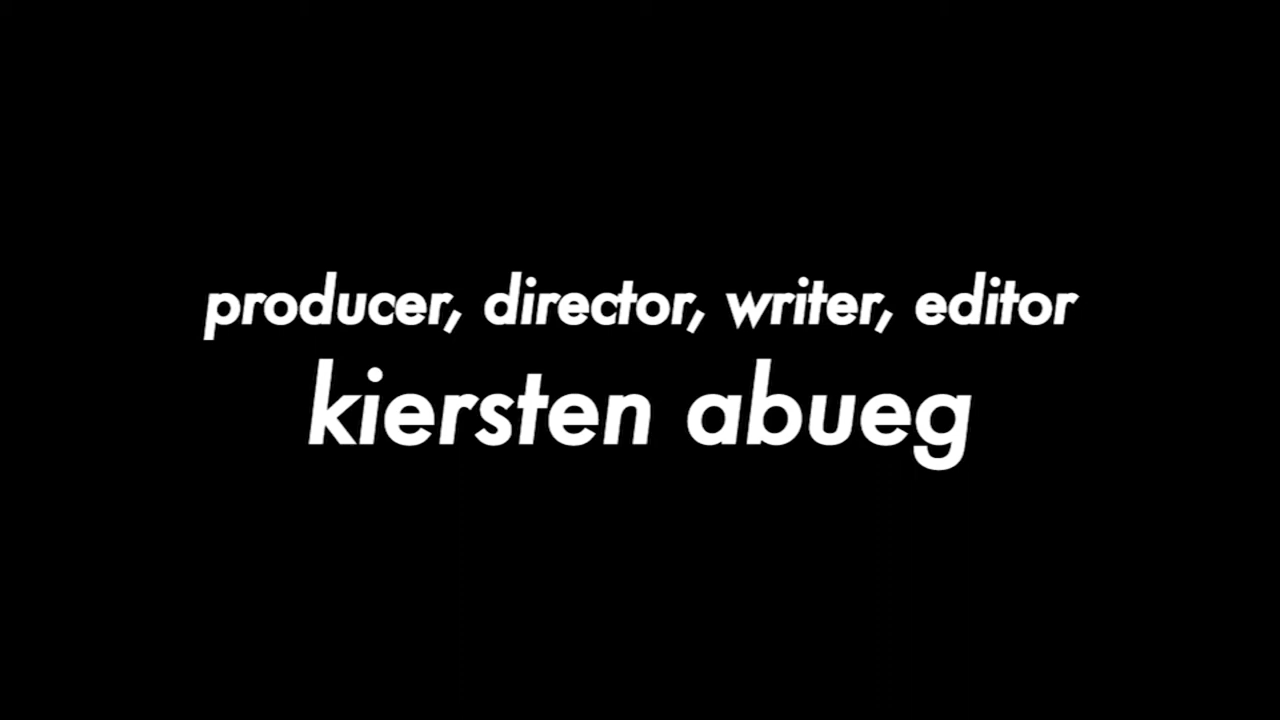 producer, director, writer, editor
kiersten abueg